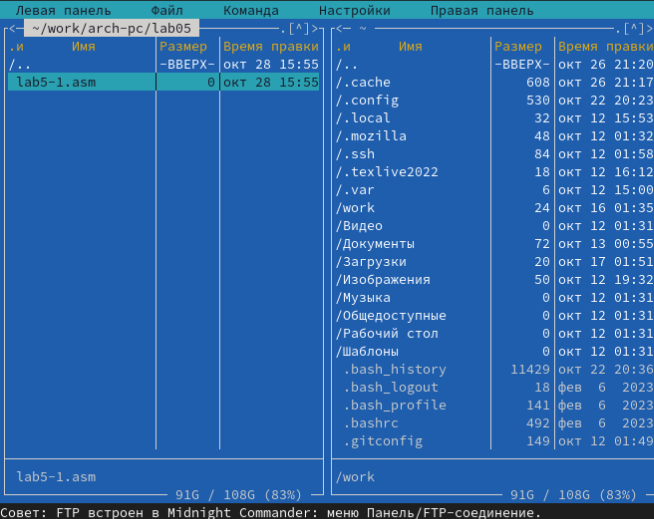 Левая панель Файл Команда Настройки Правая панель
<─ ~/work/arch-pc/lab05 .[^]>
.и Имя Размер Время правки
/.. -ВВЕРХ- окт 28 15:55
lab5-1.asm 0 окт 28 15:55
lab5-1.asm
91G / 108G (83%)
<─ ~ .[^]>
.и Имя Размер Время правки
/.. -ВВЕРХ- окт 26 21:20
/.cache 608 окт 26 21:17
/.config 530 окт 22 20:23
/.local 32 окт 12 15:53
/.mozilla 48 окт 12 01:32
/.ssh 84 окт 12 01:58
/.texlive2022 18 окт 12 16:12
/.var 6 окт 12 15:00
/work 24 окт 16 01:35
/Видео 0 окт 12 01:31
/Документы 72 окт 13 00:55
/Загрузки 20 окт 17 01:51
/Изображения 50 окт 12 19:32
/Музыка 0 окт 12 01:31
/Общедоступные 0 окт 12 01:31
/Рабочий стол 0 окт 12 01:31
/Шаблоны 0 окт 12 01:31
.bash_history 11429 окт 22 20:36
.bash_logout 18 фев 6 2023
.bash_profile 141 фев 6 2023
.bashrc 492 фев 6 2023
.gitconfig 149 окт 12 01:49
/work
91G / 108G (83%)
Совет: FTP встроен в Midnight Commander: меню Панель/FTP-соединение.